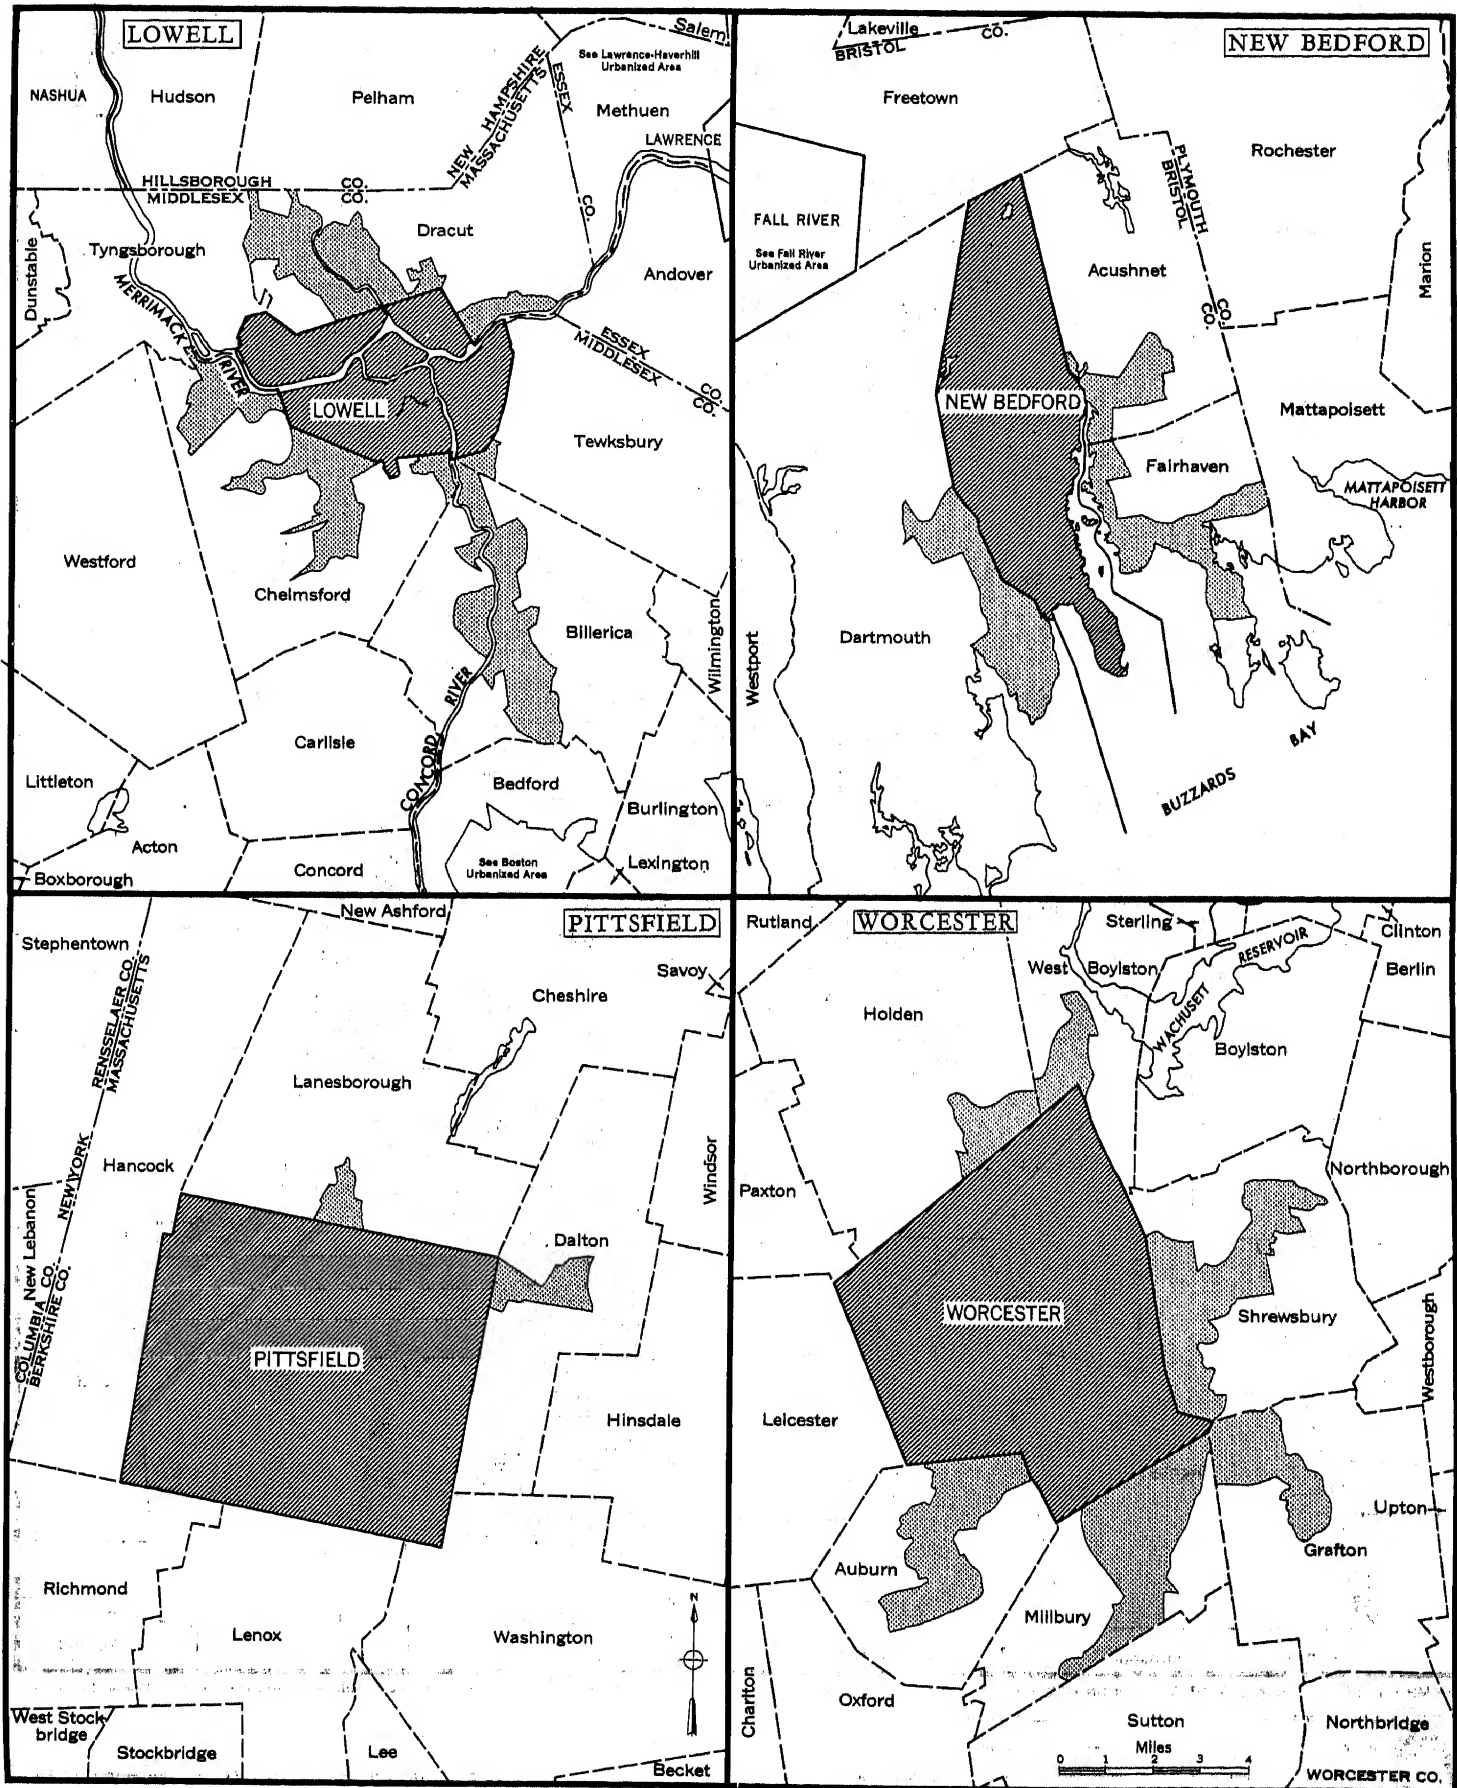 LOWELL
Salem
See Lawrence-Haverhill
Urbanized Area
NEW HAMPSHIRE
MASSACHUSETTS
ESSEX
CO.
NASHUA
Hudson
Pelham
Methuen
LAWRENCE
HILLSBOROUGH CO.
MIDDLESEX CO.
Dracut
Tyngsborough
Dunstable
Andover
MERRIMACK
RIVER
ESSEX CO.
MIDDLESEX CO.
LOWELL
Tewksbury
Westford
Chelmsford
Billerica
Wilmington
CONCORD RIVER
Carlisle
Littleton
Bedford
Burlington
Acton
See Boston
Urbanized Area
Lexington
Boxborough
Concord
NEW BEDFORD
Lakeville
BRISTOL CO.
Freetown
Rochester
PLYMOUTH CO.
BRISTOL CO.
FALL RIVER
See Fall River
Urbanized Area
Acushnet
Marion
NEW BEDFORD
Mattapoisett
Fairhaven
MATTAPOISETT
HARBOR
Dartmouth
Westport
BUZZARDS BAY
PITTSFIELD
New Ashford
Stephentown
Savoy
Cheshire
RENSSELAER CO.
MASSACHUSETTS
Lanesborough
NEW YORK
Hancock
Windsor
New Lebanon
Dalton
COLUMBIA CO.
BERKSHIRE CO.
PITTSFIELD
Hinsdale
Richmond
Lenox
Washington
N
West Stock-
bridge
Stockbridge
Lee
Becket
WORCESTER
Rutland
Sterling
Clinton
West Boylston
WACHUSETT RESERVOIR
Berlin
Holden
Boylston
Paxton
Northborough
WORCESTER
Shrewsbury
Westborough
Leicester
Upton
Grafton
Auburn
Millbury
Charlton
Oxford
Sutton
Northbridge
Miles
0 1 2 3 4
WORCESTER CO.